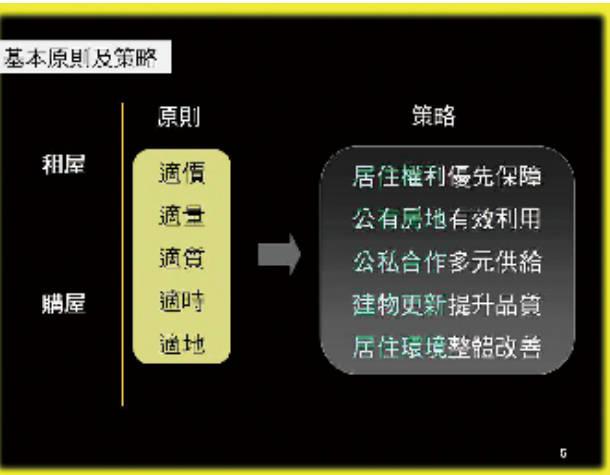 基本原則及策略
原則
策略
租屋
購屋
適價
適量
適質
適時
適地
居住權利優先保障
公有房地有效利用
公私合作多元供給
建物更新提升品質
居住環境整體改善
5